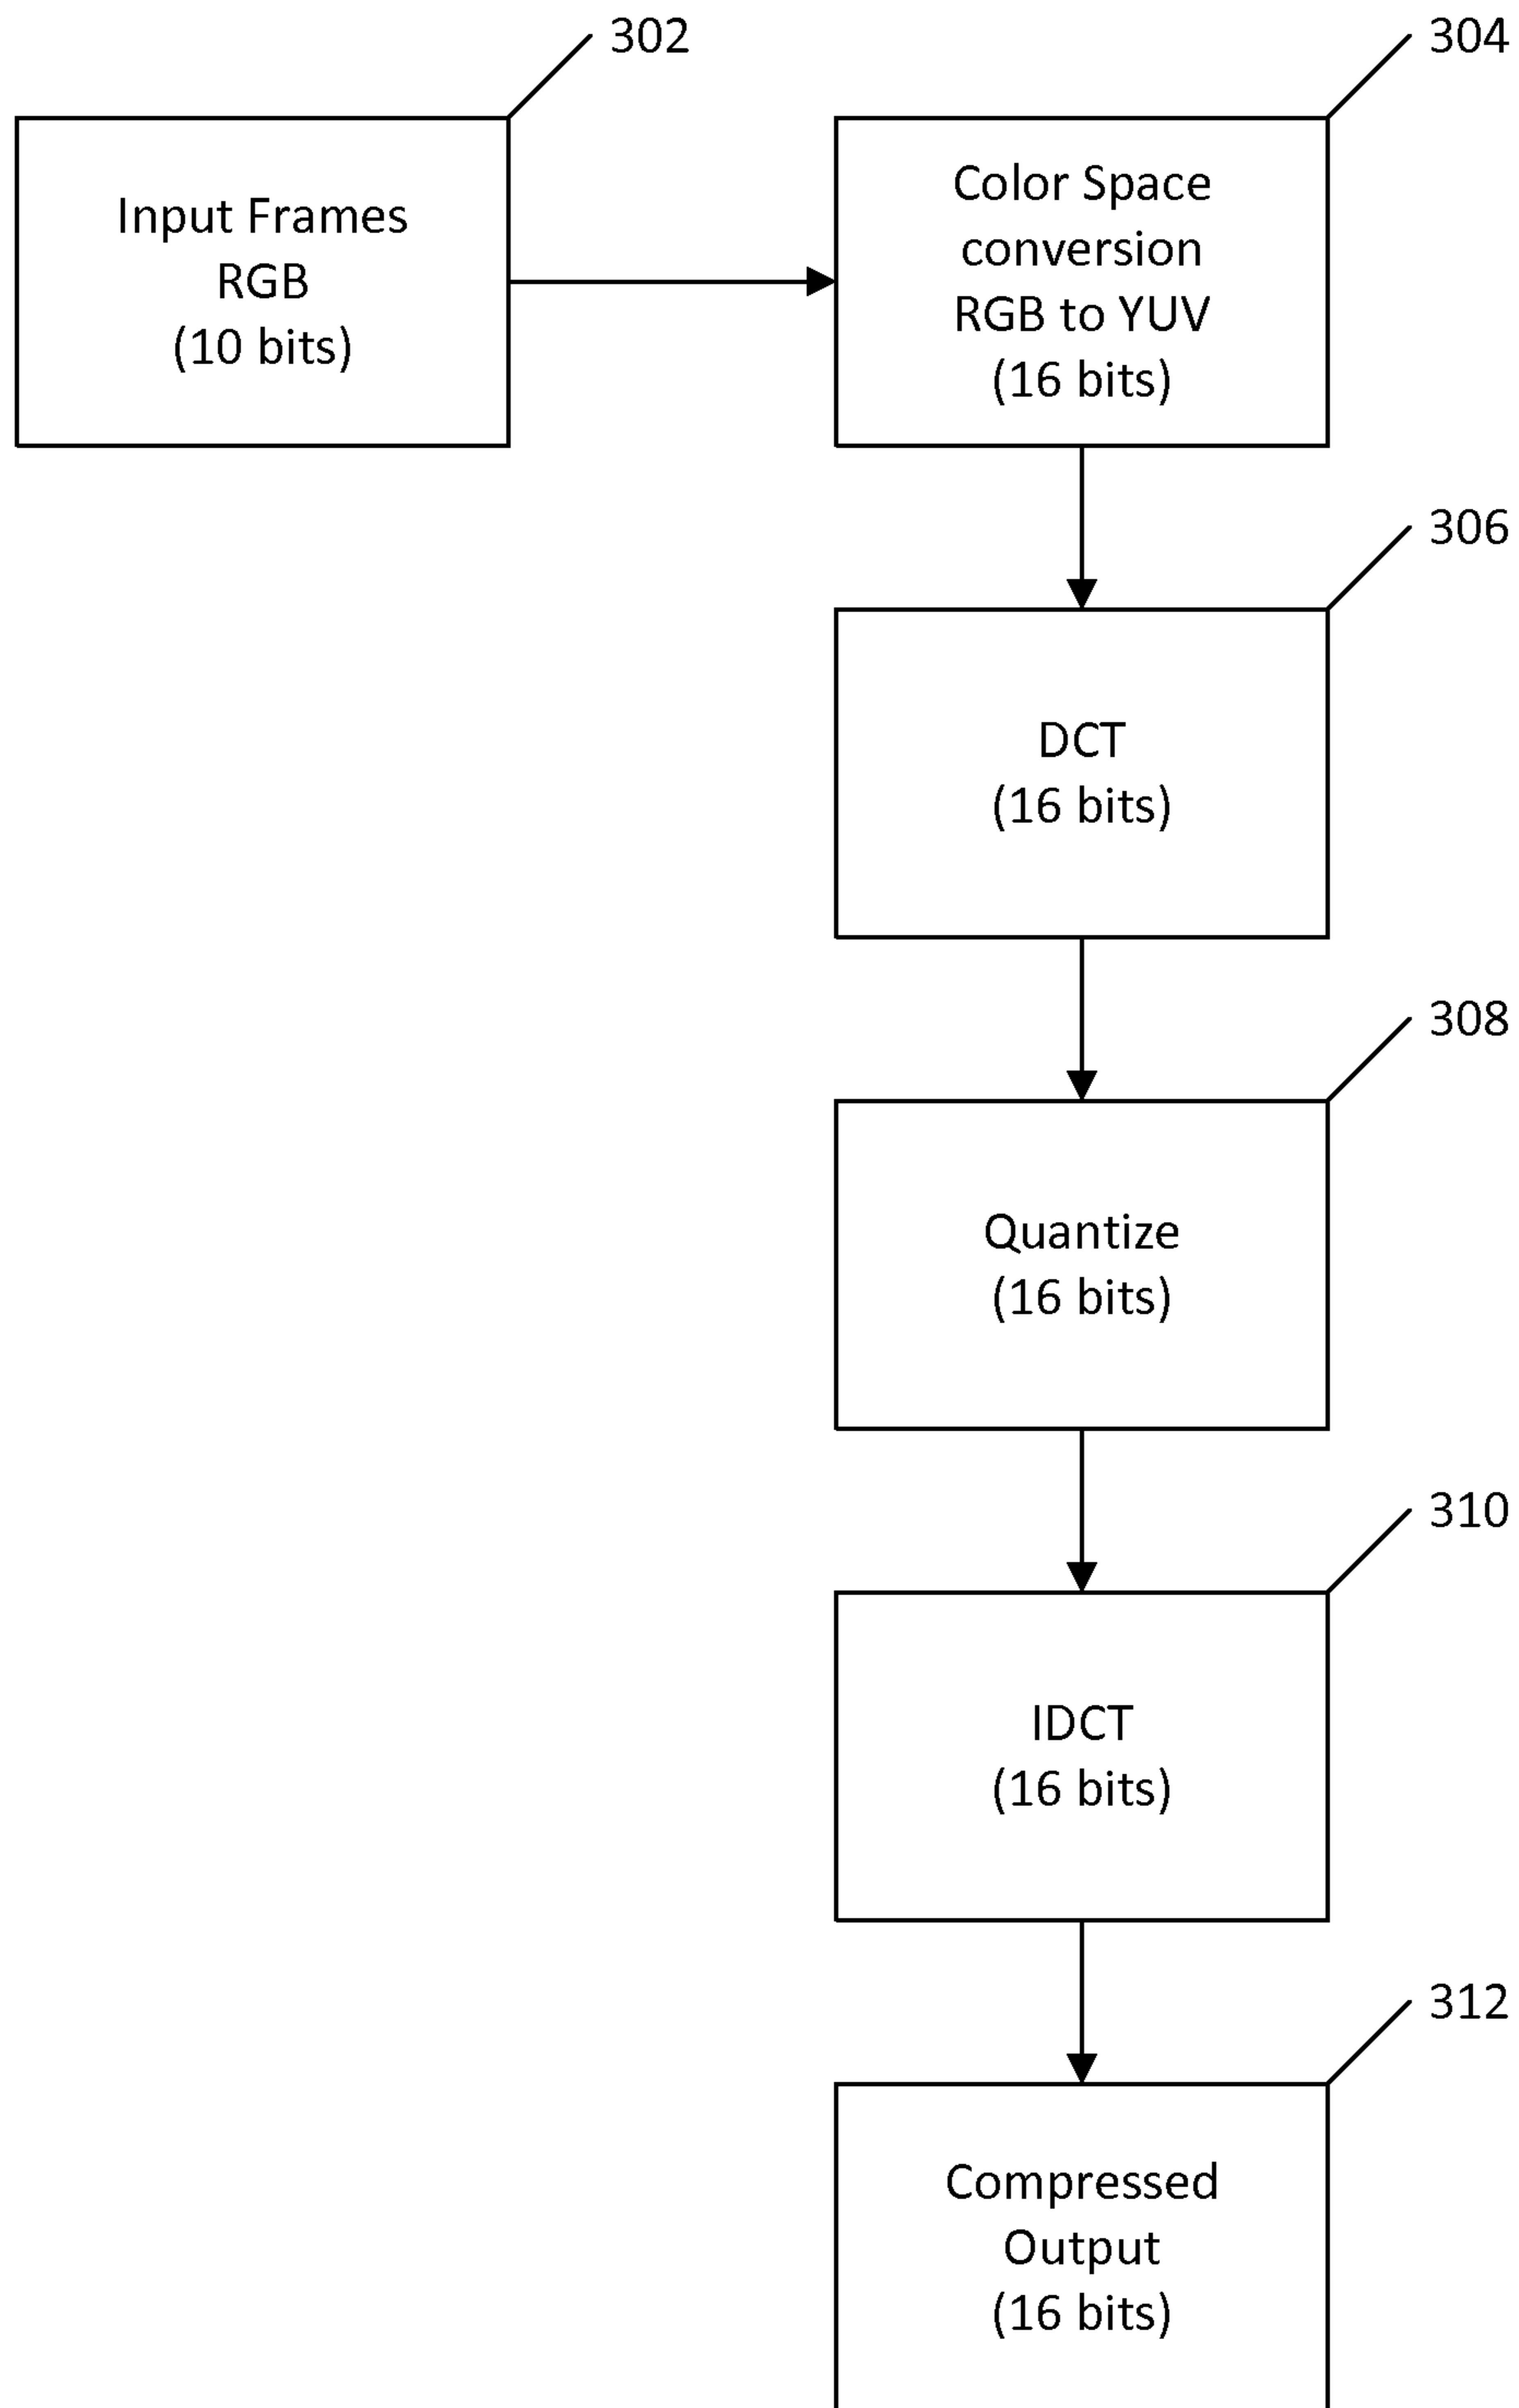 302
Input Frames
RGB
(10 bits)
304
Color Space
conversion
RGB to YUV
(16 bits)
306
DCT
(16 bits)
308
Quantize
(16 bits)
310
IDCT
(16 bits)
312
Compressed
Output
(16 bits)